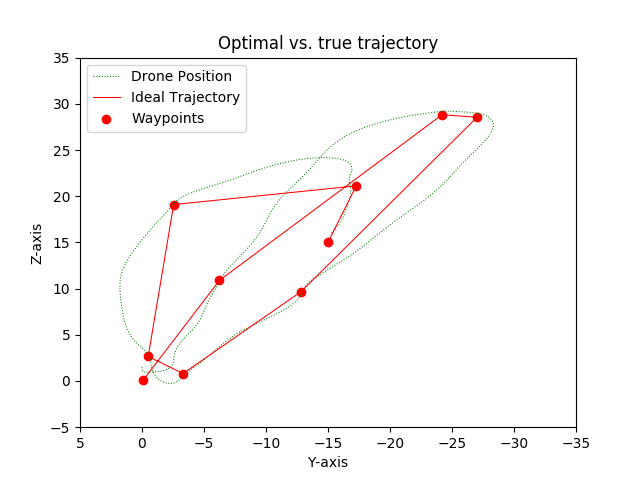 Optimal vs. true trajectory
Drone Position
Ideal Trajectory
Waypoints
Z-axis
35
30
25
20
15
10
5
0
−5
5 0 −5 −10 −15 −20 −25 −30 −35
Y-axis